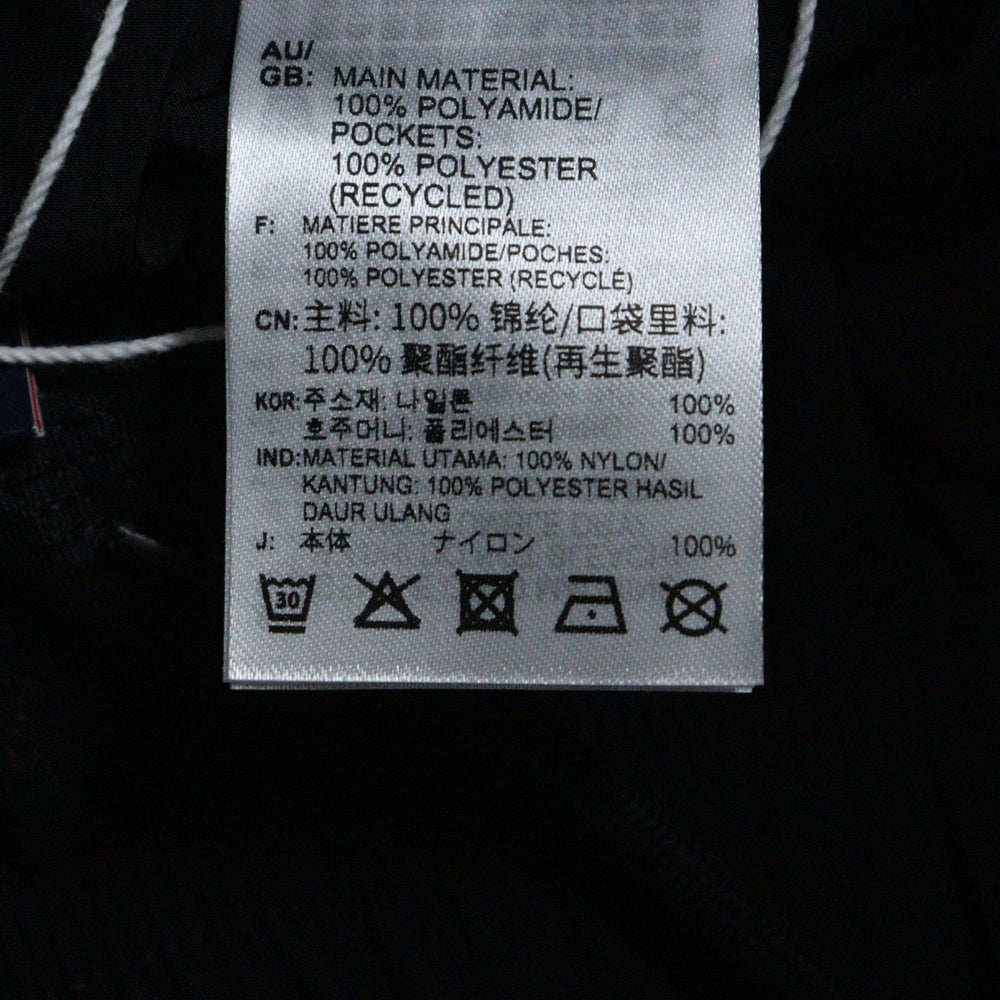 AU/
GB: MAIN MATERIAL:
100% POLYAMIDE/
POCKETS:
100% POLYESTER
(RECYCLED)
F: MATIERE PRINCIPALE:
100% POLYAMIDE/POCHES:
100% POLYESTER (RECYCLÉ)
CN: 主料: 100% 锦纶/口袋里料:
100% 聚酯纤维(再生聚酯)
KOR: 주소재: 나일론 100%
호주머니: 폴리에스터 100%
IND: MATERIAL UTAMA: 100% NYLON/
KANTUNG: 100% POLYESTER HASIL
DAUR ULANG
J: 本体 ナイロン 100%
30